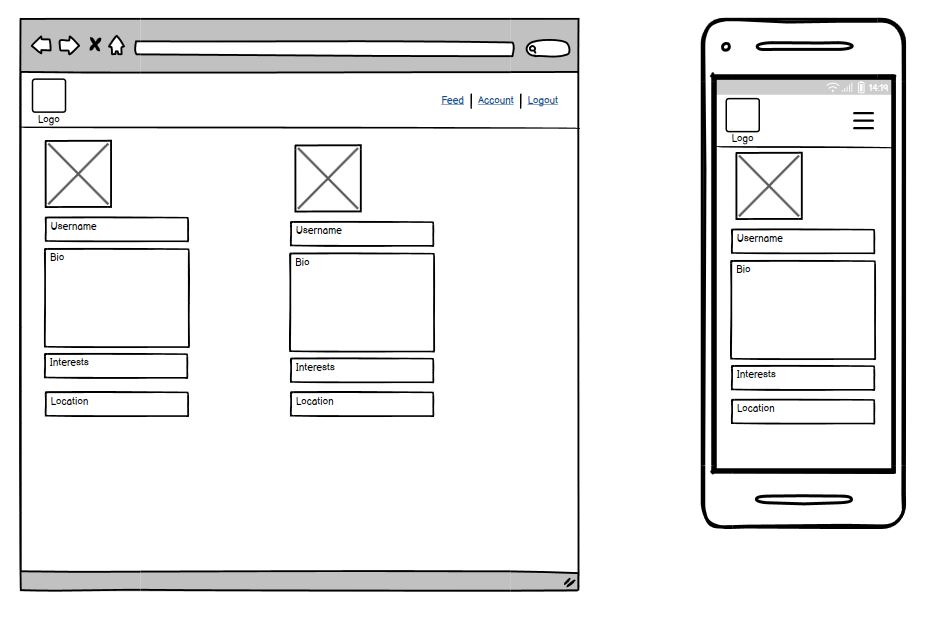 Feed | Account | Logout
Logo
Username
Bio
Interests
Location
Username
Bio
Interests
Location
14:19
Logo
Username
Bio
Interests
Location